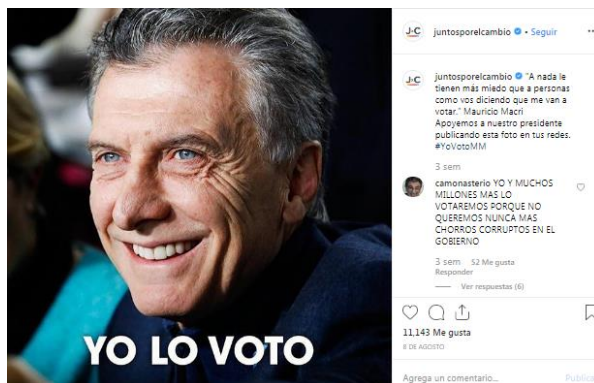 YO LO VOTO
J×C juntosporelcambio • Seguir
J×C juntosporelcambio "A nada le
tienen más miedo que a personas
como vos diciendo que me van a
votar." Mauricio Macri
Apoyemos a nuestro presidente
publicando esta foto en tus redes.
#YoVotoMM
3 sem
camonasterio YO Y MUCHOS
MILLONES MAS LO
VOTAREMOS PORQUE NO
QUEREMOS NUNCA MAS
CHORROS CORRUPTOS EN EL
GOBIERNO
3 sem 52 Me gusta
Responder
Ver respuestas (6)
11,143 Me gusta
8 DE AGOSTO
Agrega un comentario... Publica